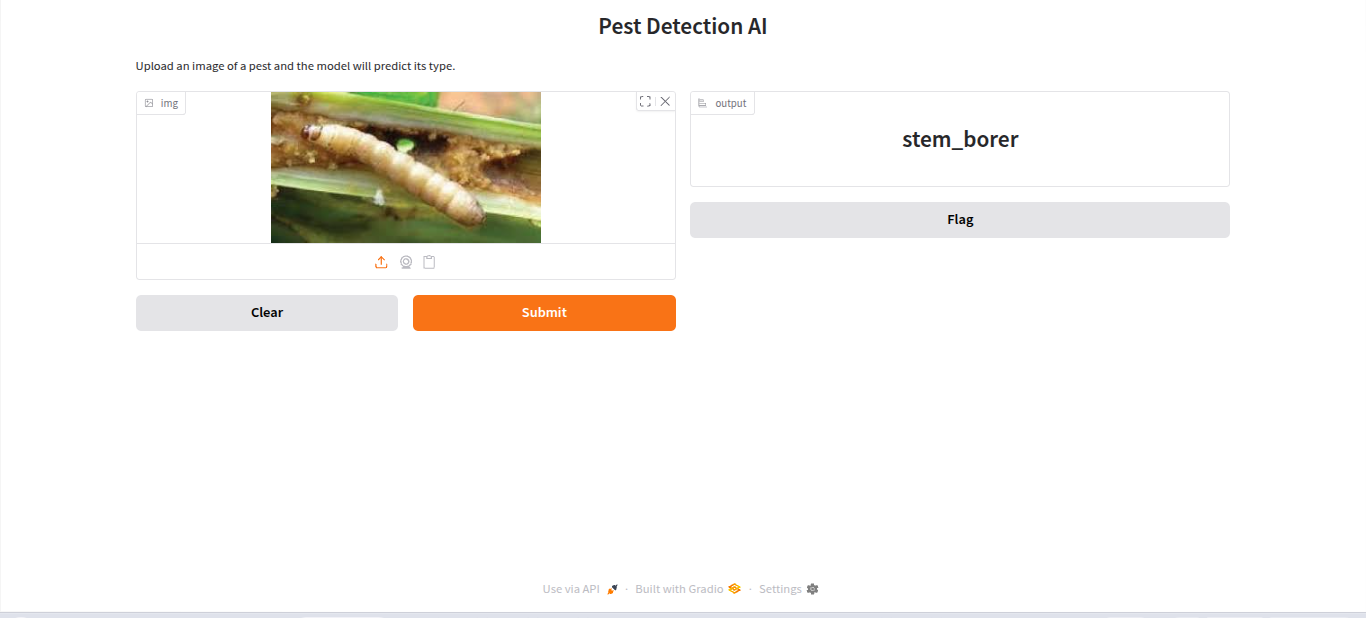 Pest Detection AI
Upload an image of a pest and the model will predict its type.
img
output
stem_borer
Flag
Clear
Submit
Use via API · Built with Gradio · Settings